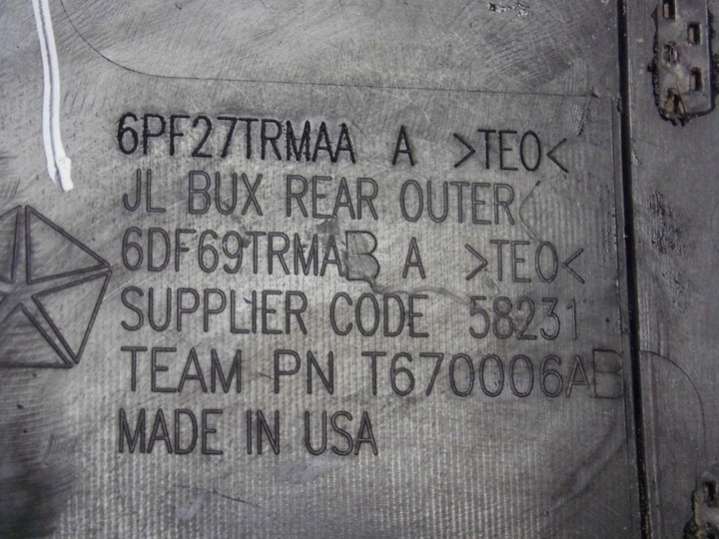 6PF27TRMAA A >TEO<
JL BUX REAR OUTER
6DF69TRMAB A >TEO<
SUPPLIER CODE 58231
TEAM PN T670006AB
MADE IN USA